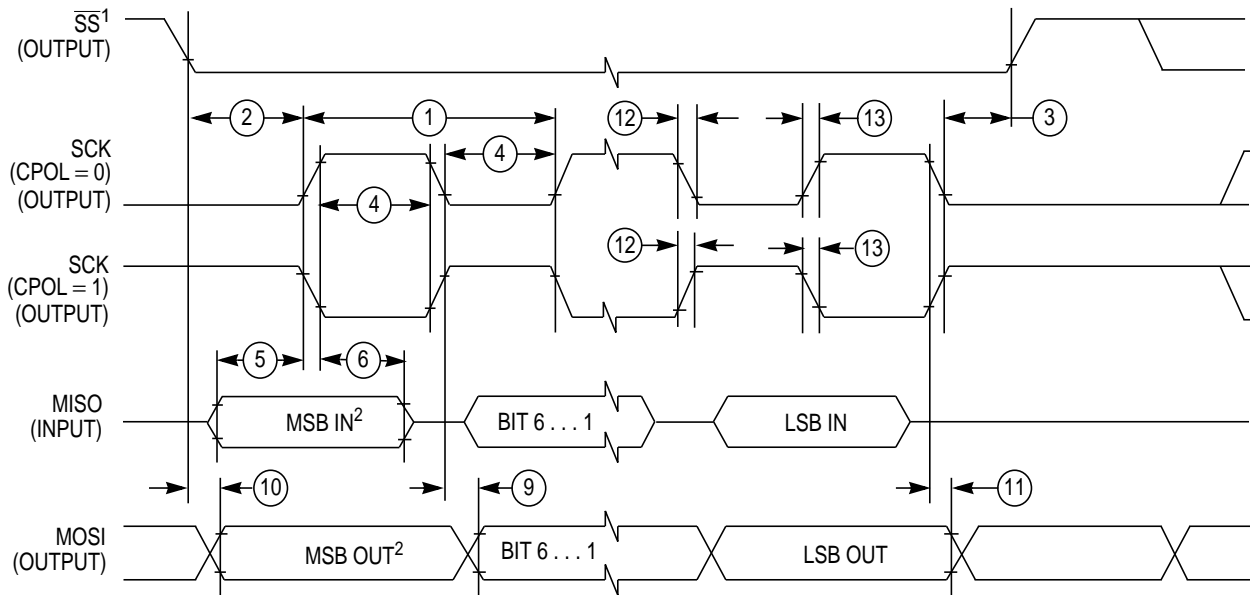 SS¹
(OUTPUT)
2
1
12
13
3
SCK
(CPOL = 0)
(OUTPUT)
4
4
SCK
(CPOL = 1)
(OUTPUT)
12
13
5
6
MISO
(INPUT)
MSB IN²
BIT 6 . . . 1
LSB IN
10
9
11
MOSI
(OUTPUT)
MSB OUT²
BIT 6 . . . 1
LSB OUT